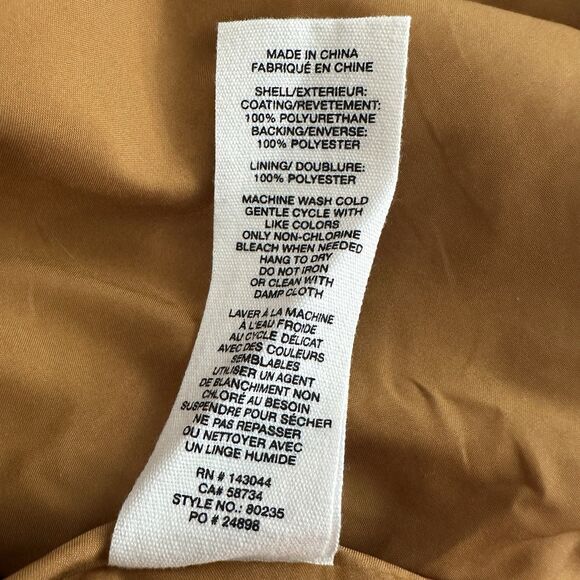 MADE IN CHINA
FABRIQUÉ EN CHINE
SHELL/EXTERIEUR:
COATING/REVETEMENT:
100% POLYURETHANE
BACKING/ENVERSE:
100% POLYESTER
LINING/ DOUBLURE:
100% POLYESTER
MACHINE WASH COLD
GENTLE CYCLE WITH
LIKE COLORS
ONLY NON-CHLORINE
BLEACH WHEN NEEDED
HANG TO DRY
DO NOT IRON
OR CLEAN WITH
DAMP CLOTH
LAVER À LA MACHINE
À L'EAU FROIDE
AU CYCLE DÉLICAT
AVEC DES COULEURS
SEMBLABLES
UTILISER UN AGENT
DE BLANCHIMENT NON
CHLORÉ AU BESOIN
SUSPENDRE POUR SÉCHER
NE PAS REPASSER
OU NETTOYER AVEC
UN LINGE HUMIDE
RN # 143044
CA# 58734
STYLE NO.: 80235
PO # 24898